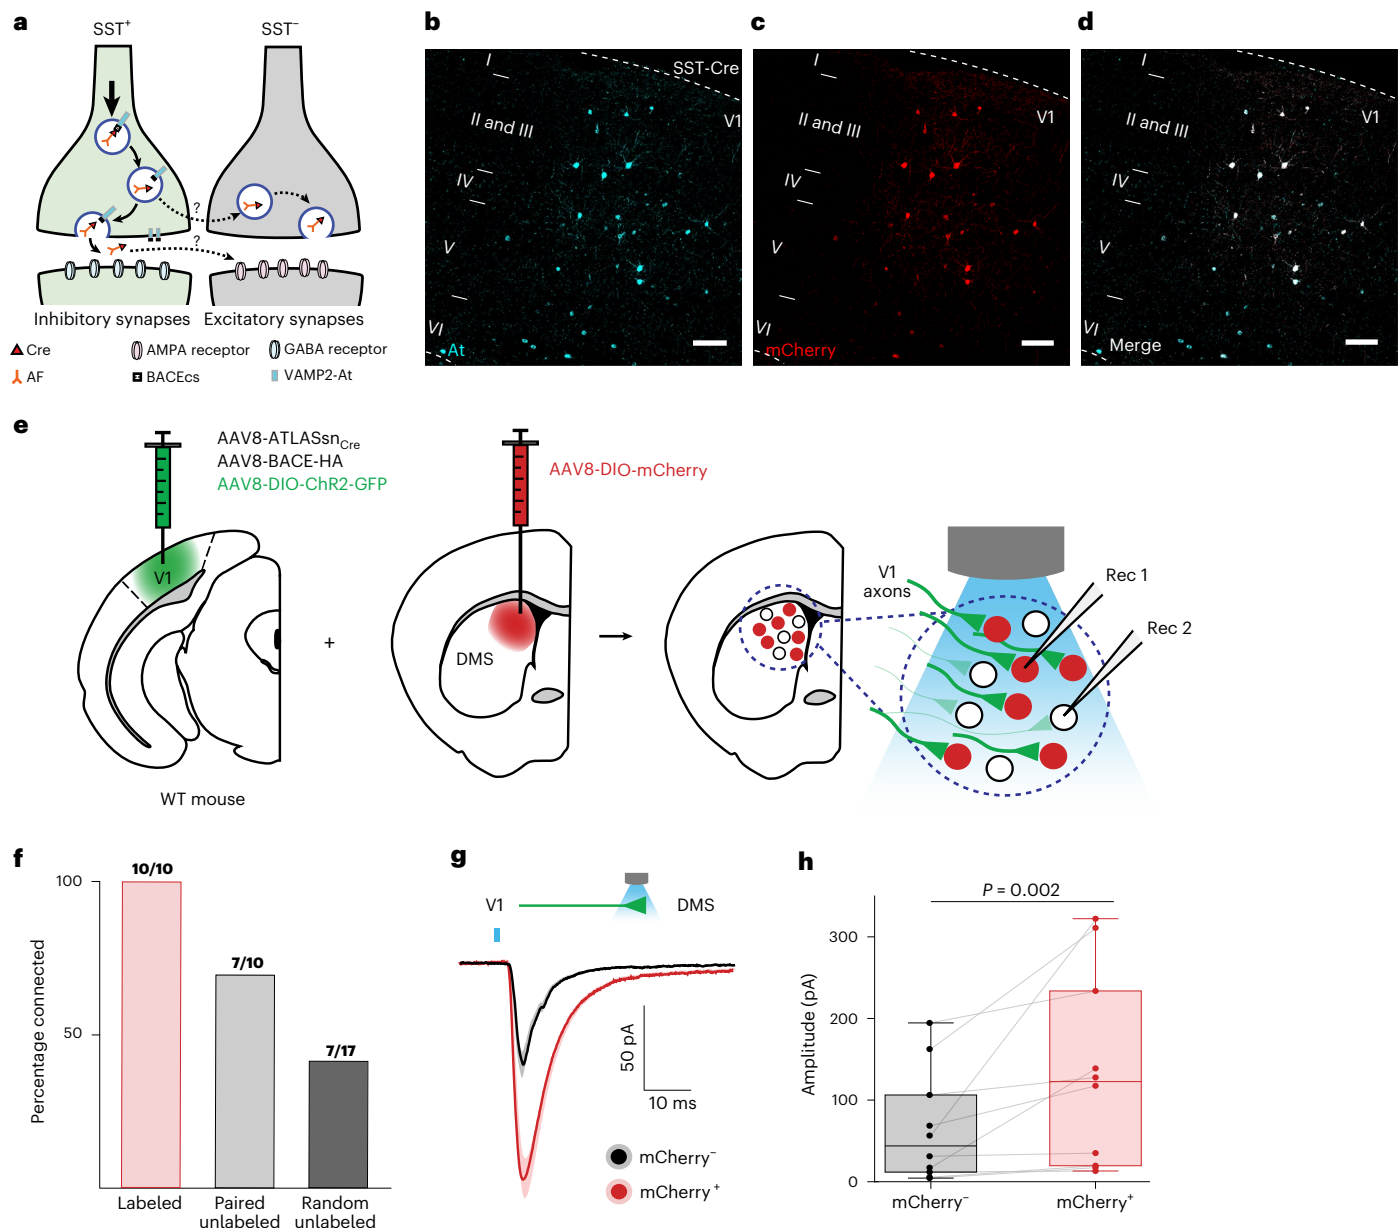 a
SST+
SST−
?
?
Inhibitory synapses
Excitatory synapses
Cre
AMPA receptor
GABA receptor
AF
BACEcs
VAMP2-At
b
I
SST-Cre
II and III
V1
IV
V
VI
At
c
I
II and III
V1
IV
V
VI
mCherry
d
I
II and III
V1
IV
V
VI
Merge
e
AAV8-ATLASsnCre
AAV8-BACE-HA
AAV8-DIO-ChR2-GFP
AAV8-DIO-mCherry
V1
WT mouse
+
DMS
V1
axons
Rec 1
Rec 2
f
Percentage connected
100
50
10/10
7/10
7/17
Labeled
Paired
unlabeled
Random
unlabeled
g
V1
DMS
50 pA
10 ms
mCherry−
mCherry+
h
P = 0.002
Amplitude (pA)
300
200
100
0
mCherry−
mCherry+